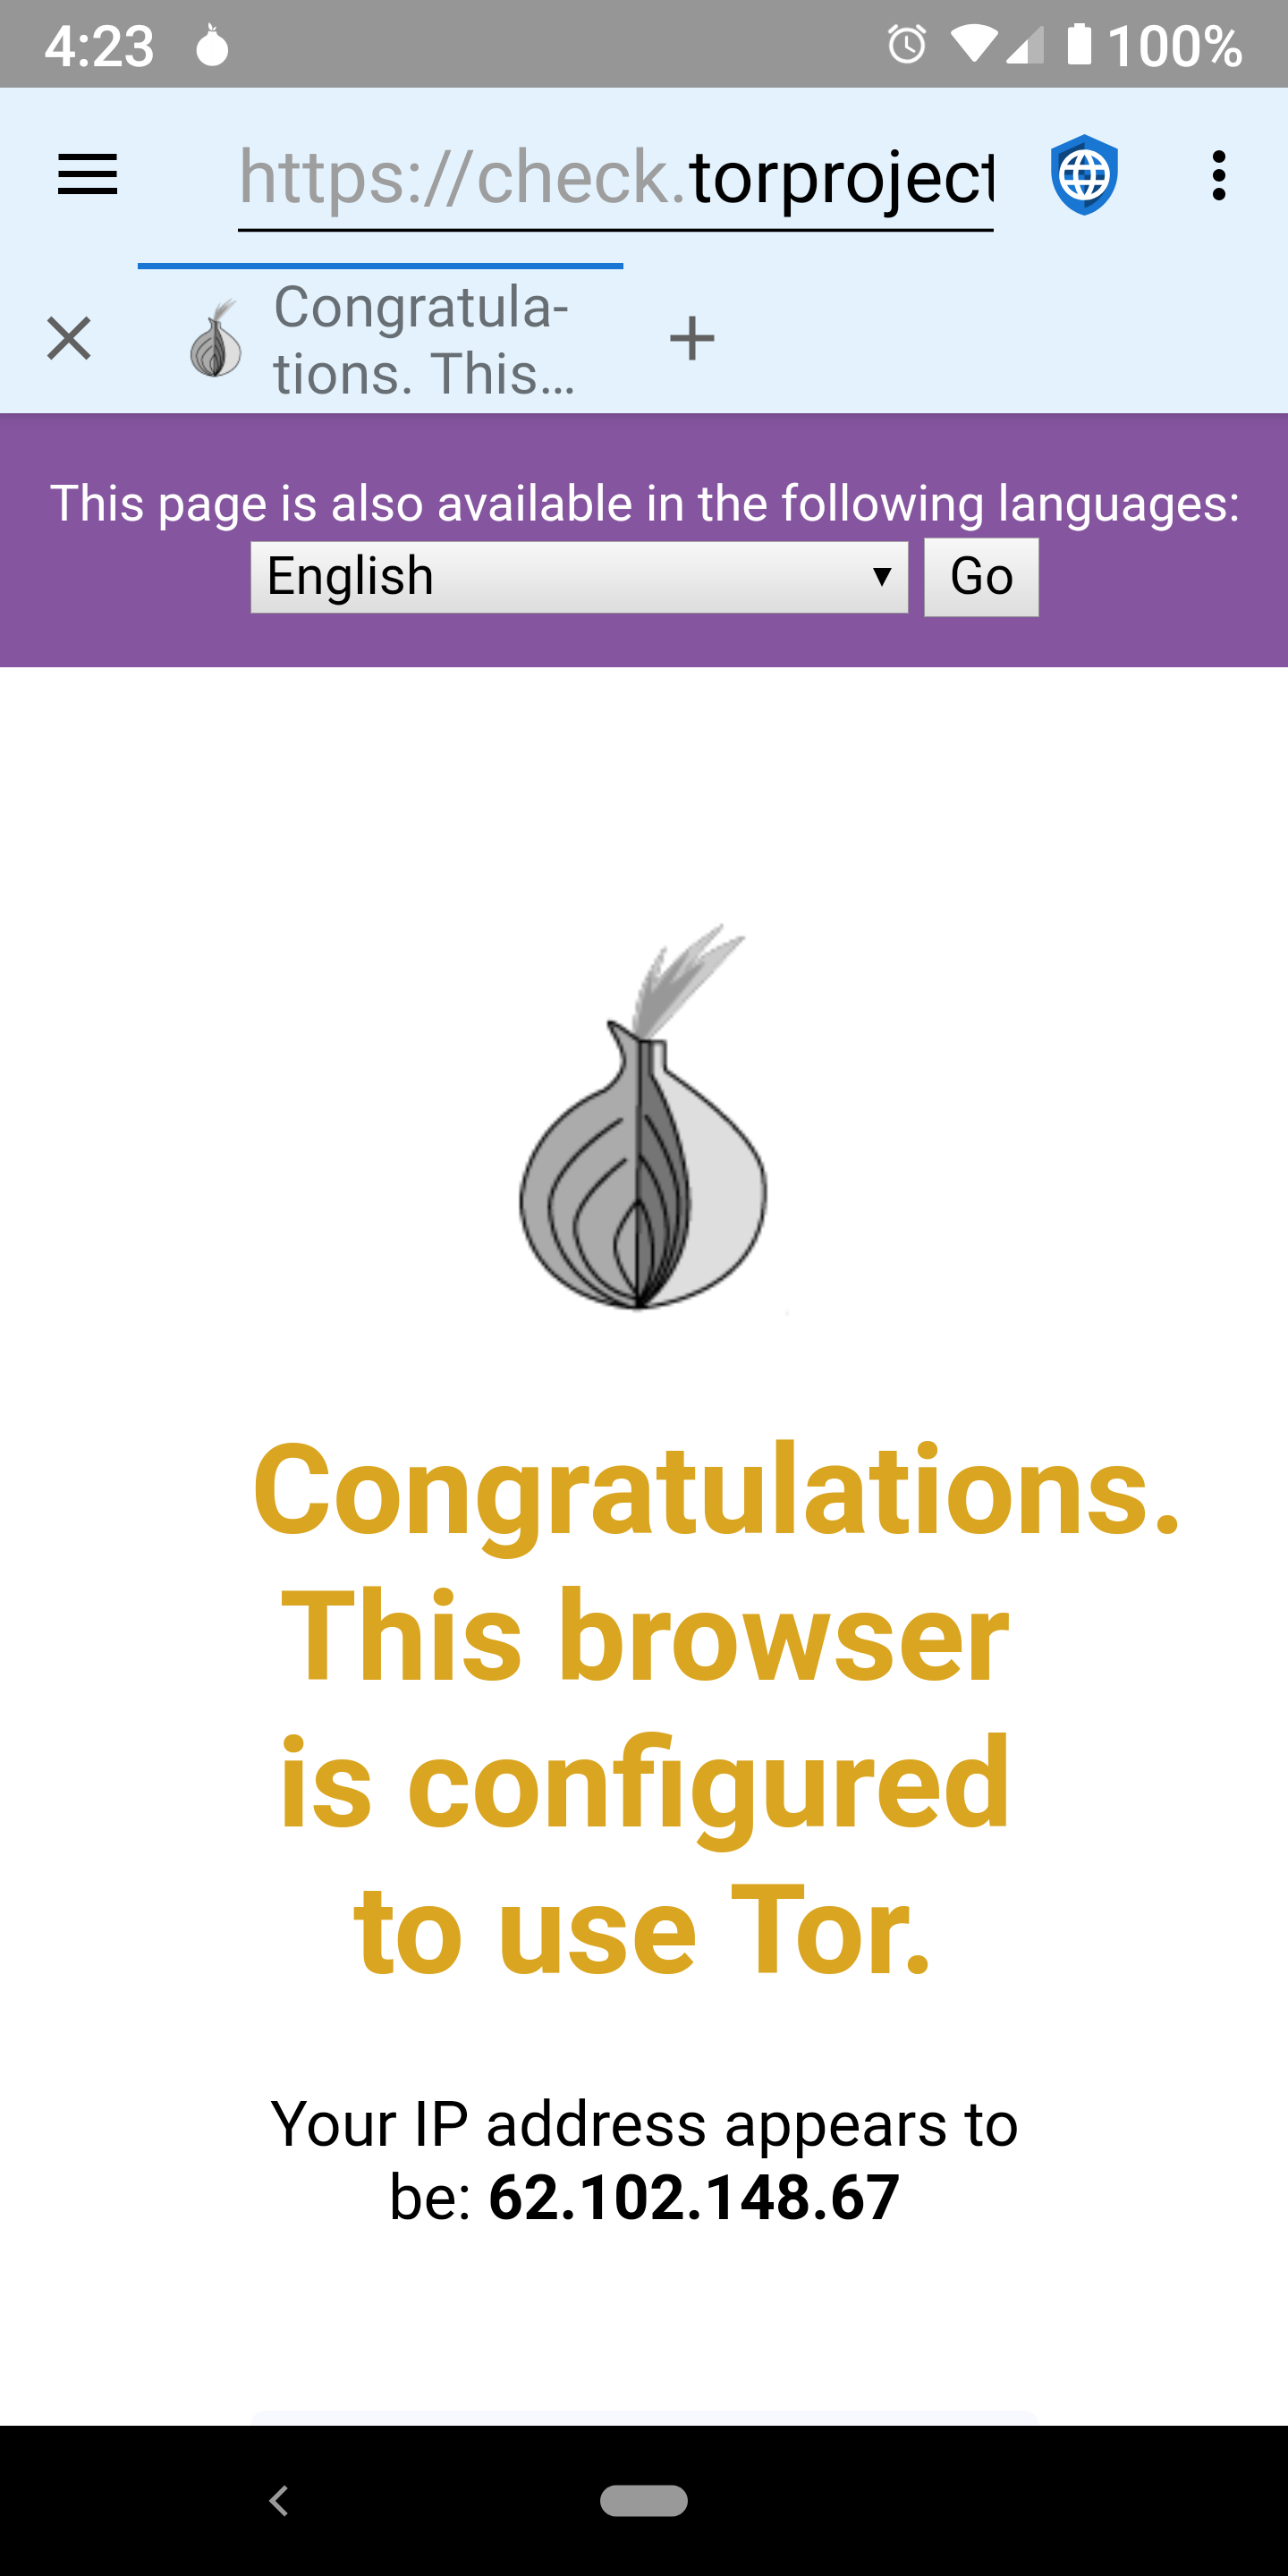 4:23
100%
https://check.torproject
Congratula-
tions. This...
This page is also available in the following languages:
English
Go
Congratulations.
This browser
is configured
to use Tor.
Your IP address appears to
be: 62.102.148.67